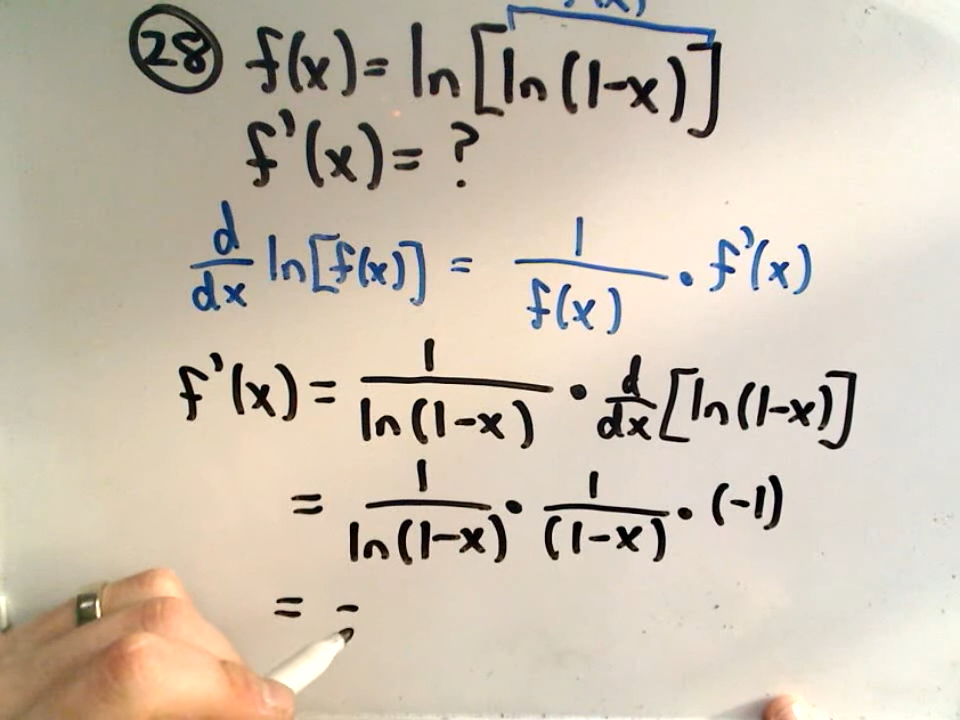 28 f(x) = ln[ln(1-x)]
f'(x) = ?
d/dx ln[f(x)] = 1/f(x) · f'(x)
f'(x) = 1/ln(1-x) · d/dx [ln(1-x)]
= 1/ln(1-x) · 1/(1-x) · (-1)
= -